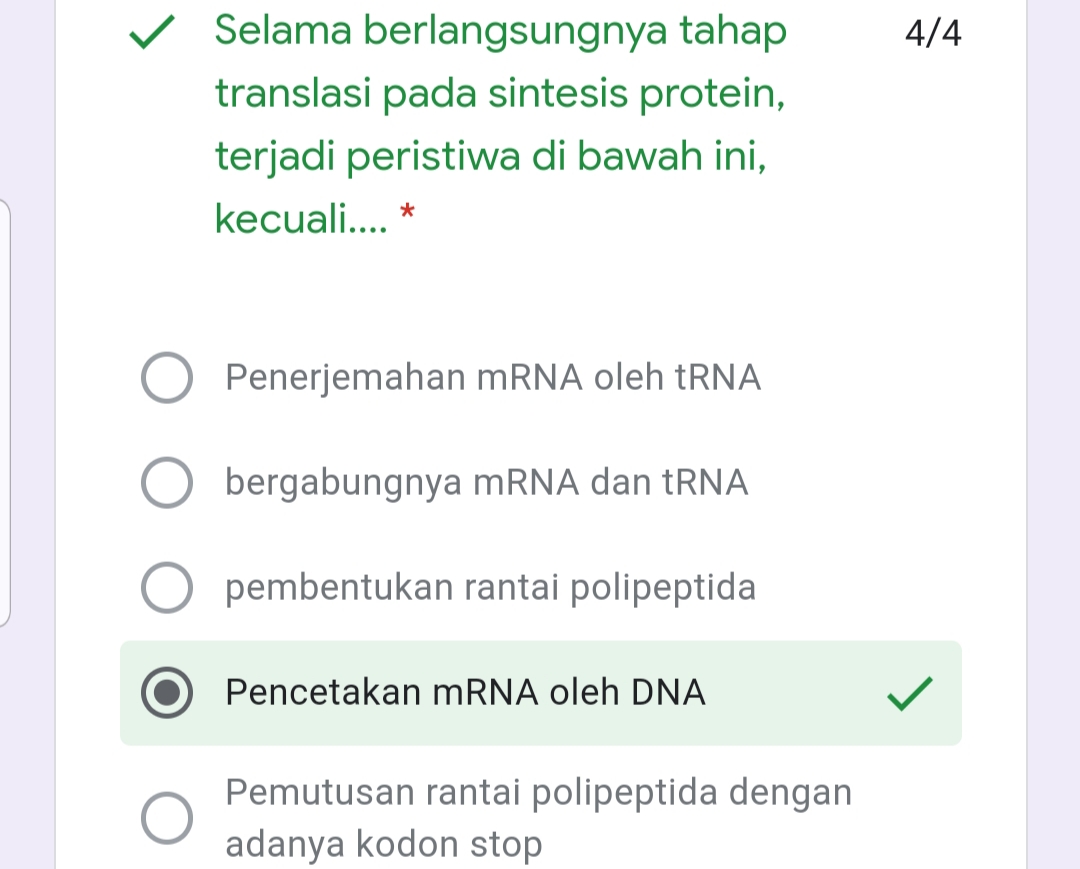 Selama berlangsungnya tahap 4/4
translasi pada sintesis protein,
terjadi peristiwa di bawah ini,
kecuali.... *
Penerjemahan mRNA oleh tRNA
bergabungnya mRNA dan tRNA
pembentukan rantai polipeptida
Pencetakan mRNA oleh DNA
Pemutusan rantai polipeptida dengan
adanya kodon stop